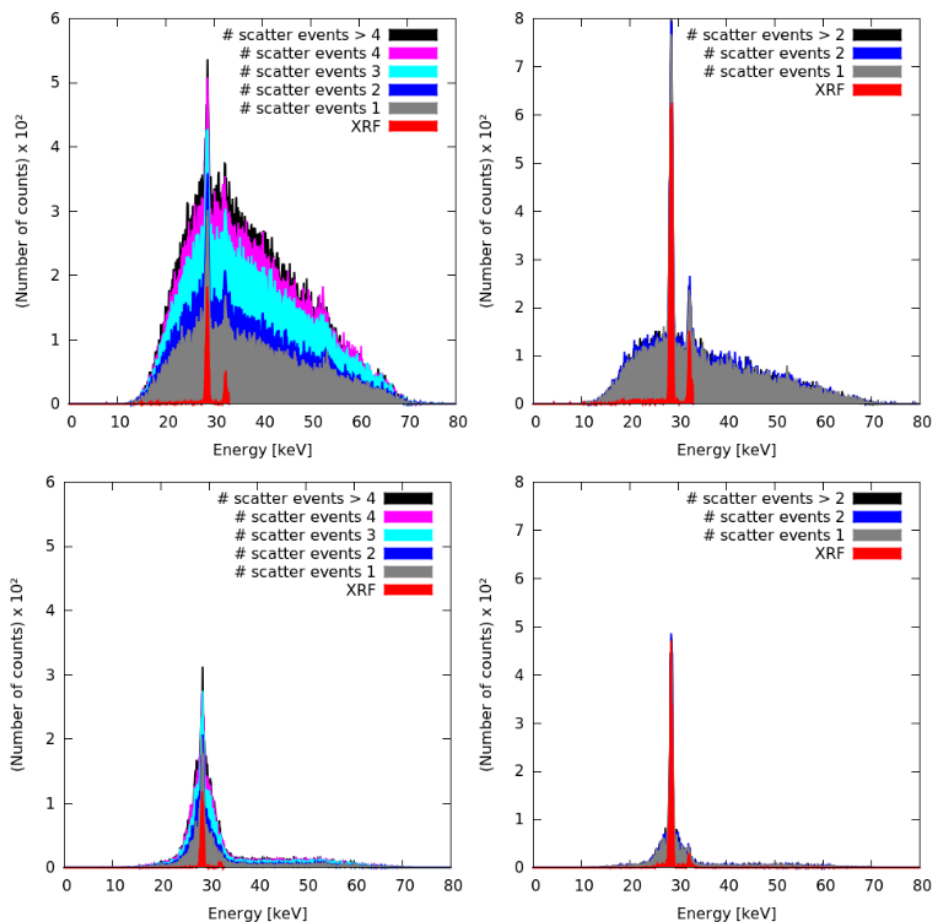 6
5
4
3
2
1
0
(Number of counts) x 10²
# scatter events > 4
# scatter events 4
# scatter events 3
# scatter events 2
# scatter events 1
XRF
0 10 20 30 40 50 60 70 80
Energy [keV]
8
7
6
5
4
3
2
1
0
(Number of counts) x 10²
# scatter events > 2
# scatter events 2
# scatter events 1
XRF
0 10 20 30 40 50 60 70 80
Energy [keV]
6
5
4
3
2
1
0
(Number of counts) x 10²
# scatter events > 4
# scatter events 4
# scatter events 3
# scatter events 2
# scatter events 1
XRF
0 10 20 30 40 50 60 70 80
Energy [keV]
8
7
6
5
4
3
2
1
0
(Number of counts) x 10²
# scatter events > 2
# scatter events 2
# scatter events 1
XRF
0 10 20 30 40 50 60 70 80
Energy [keV]